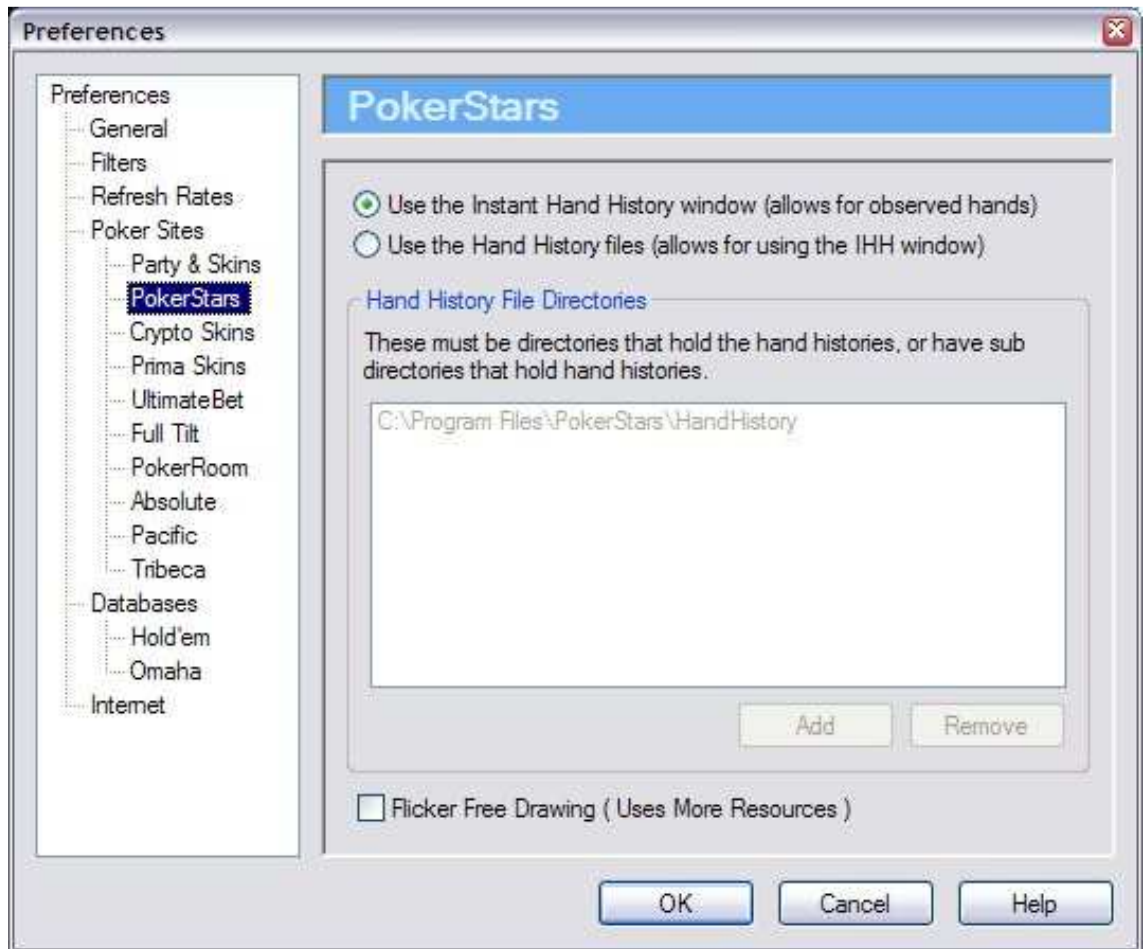 Preferences
Preferences
General
Filters
Refresh Rates
Poker Sites
Party & Skins
PokerStars
Crypto Skins
Prima Skins
UltimateBet
Full Tilt
PokerRoom
Absolute
Pacific
Tribeca
Databases
Hold'em
Omaha
Internet
PokerStars
Use the Instant Hand History window (allows for observed hands)
Use the Hand History files (allows for using the IHH window)
Hand History File Directories
These must be directories that hold the hand histories, or have sub
directories that hold hand histories.
C:\Program Files\PokerStars\HandHistory
Add
Remove
Flicker Free Drawing ( Uses More Resources )
OK
Cancel
Help